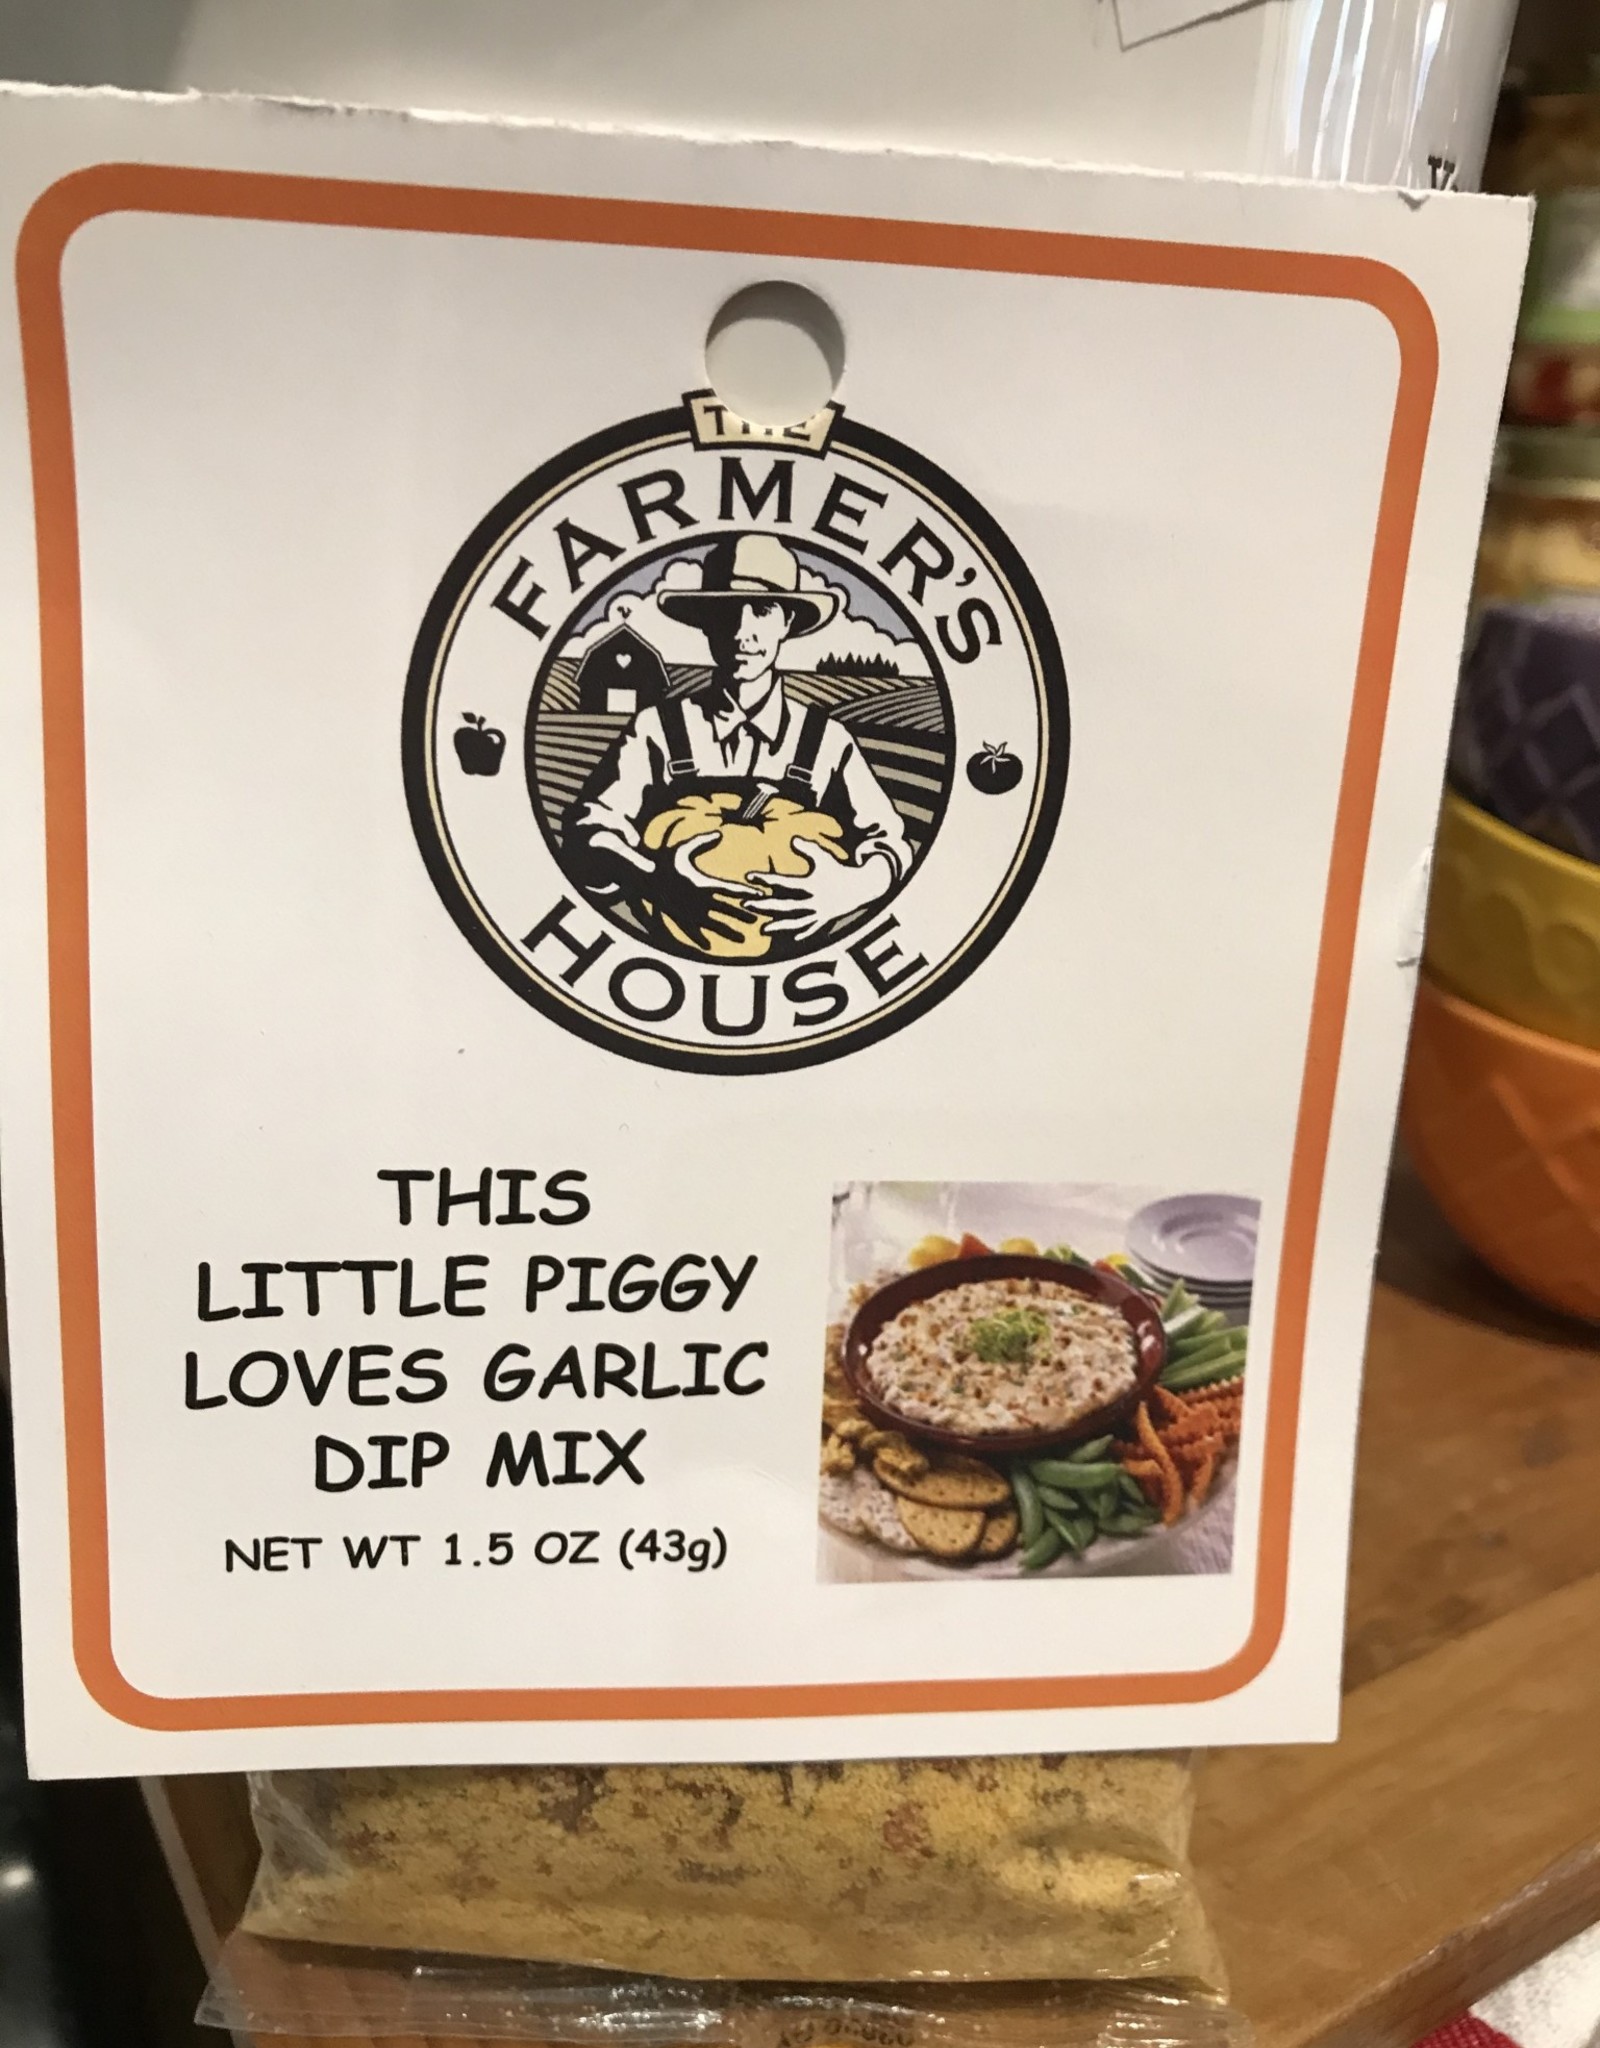 THE
FARMER'S
HOUSE
THIS
LITTLE PIGGY
LOVES GARLIC
DIP MIX
NET WT 1.5 OZ (43g)